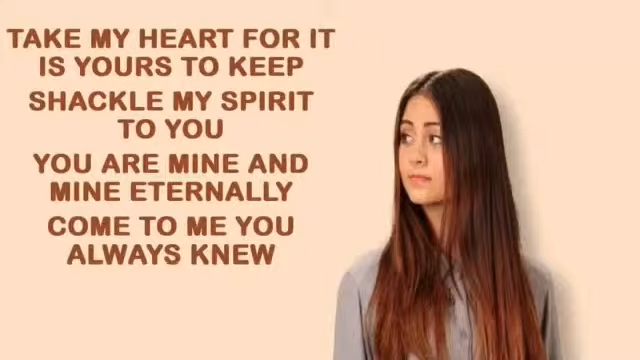 TAKE MY HEART FOR IT
IS YOURS TO KEEP
SHACKLE MY SPIRIT
TO YOU
YOU ARE MINE AND
MINE ETERNALLY
COME TO ME YOU
ALWAYS KNEW